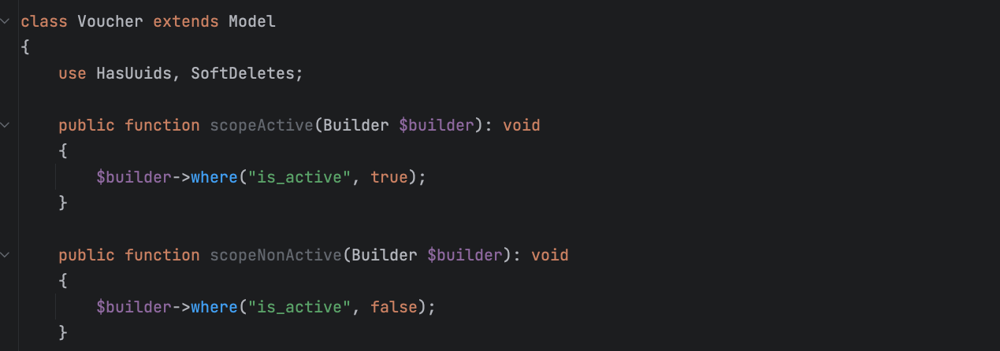 class Voucher extends Model
{
    use HasUuids, SoftDeletes;

    public function scopeActive(Builder $builder): void
    {
        $builder->where("is_active", true);
    }

    public function scopeNonActive(Builder $builder): void
    {
        $builder->where("is_active", false);
    }